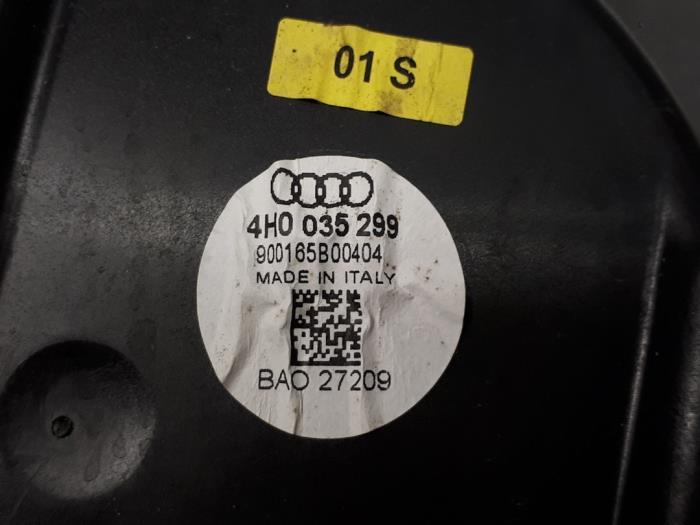 01 S
4H0 035 299
900165B00404
MADE IN ITALY
BAO 27209